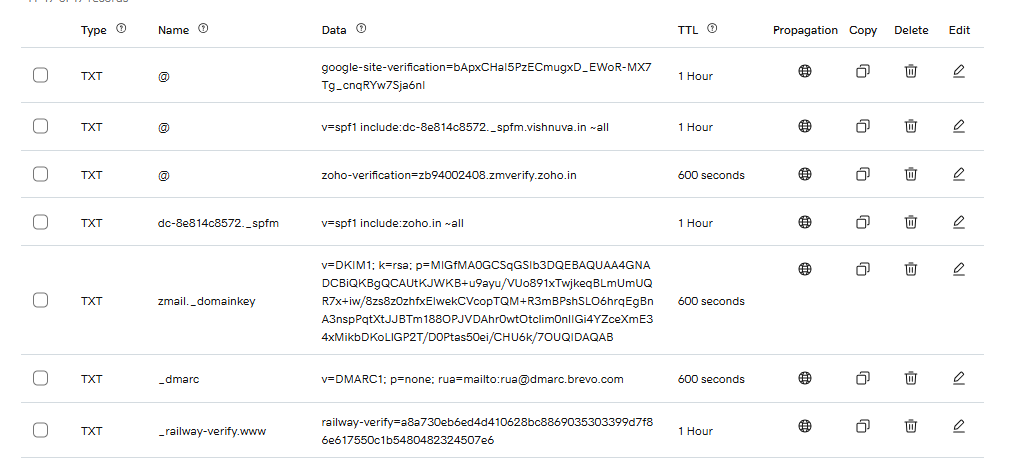 Type Name Data TTL Propagation Copy Delete Edit
TXT @ google-site-verification=bApxCHaI5PzECmugxD_EWoR-MX7
Tg_cnqRYw7Sja6nI 1 Hour
TXT @ v=spf1 include:dc-8e814c8572._spfm.vishnuva.in ~all 1 Hour
TXT @ zoho-verification=zb94002408.zmverify.zoho.in 600 seconds
TXT dc-8e814c8572._spfm v=spf1 include:zoho.in ~all 1 Hour
TXT zmail._domainkey v=DKIM1; k=rsa; p=MIGfMA0GCSqGSIb3DQEBAQUAA4GNA
DCBiQKBgQCAUtKJWKB+u9ayu/VUo891xTwjkeqBLmUmUQ
R7x+iw/8zs8z0zhfxElwekCVcopTQM+R3mBPshSLO6hrqEgBn
A3nspPqtXtJJBTm188OPJVDAhr0wtOtclim0nIIGi4YZceXmE3
4xMikbDKoLIGP2T/D0Ptas50ei/CHU6k/7OUQIDAQAB 600 seconds
TXT _dmarc v=DMARC1; p=none; rua=mailto:rua@dmarc.brevo.com 600 seconds
TXT _railway-verify.www railway-verify=a8a730eb6ed4d410628bc8869035303399d7f8
6e617550c1b5480482324507e6 1 Hour